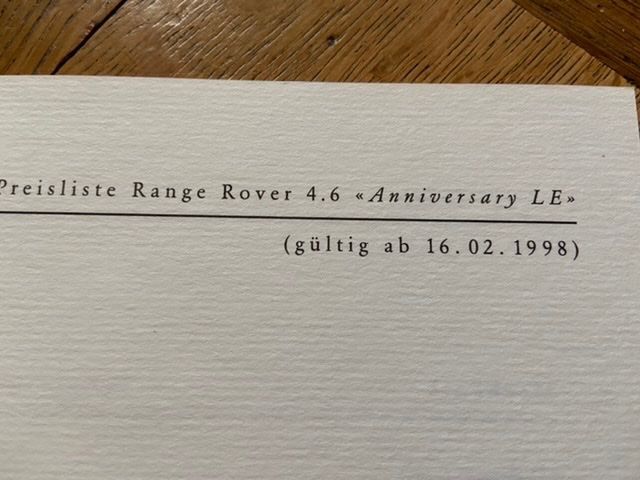 Preisliste Range Rover 4.6 «Anniversary LE»
(gültig ab 16.02.1998)